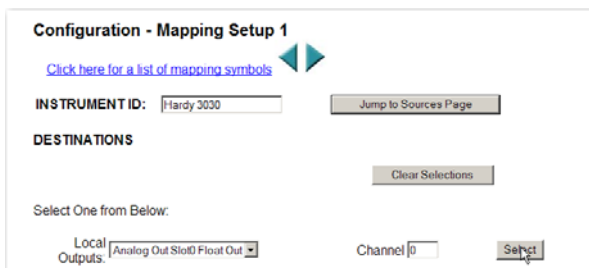 Configuration - Mapping Setup 1
Click here for a list of mapping symbols
INSTRUMENT ID: Hardy 3030 Jump to Sources Page
DESTINATIONS
Clear Selections
Select One from Below:
Local Outputs: Analog Out Slot0 Float Out Channel 0 Select